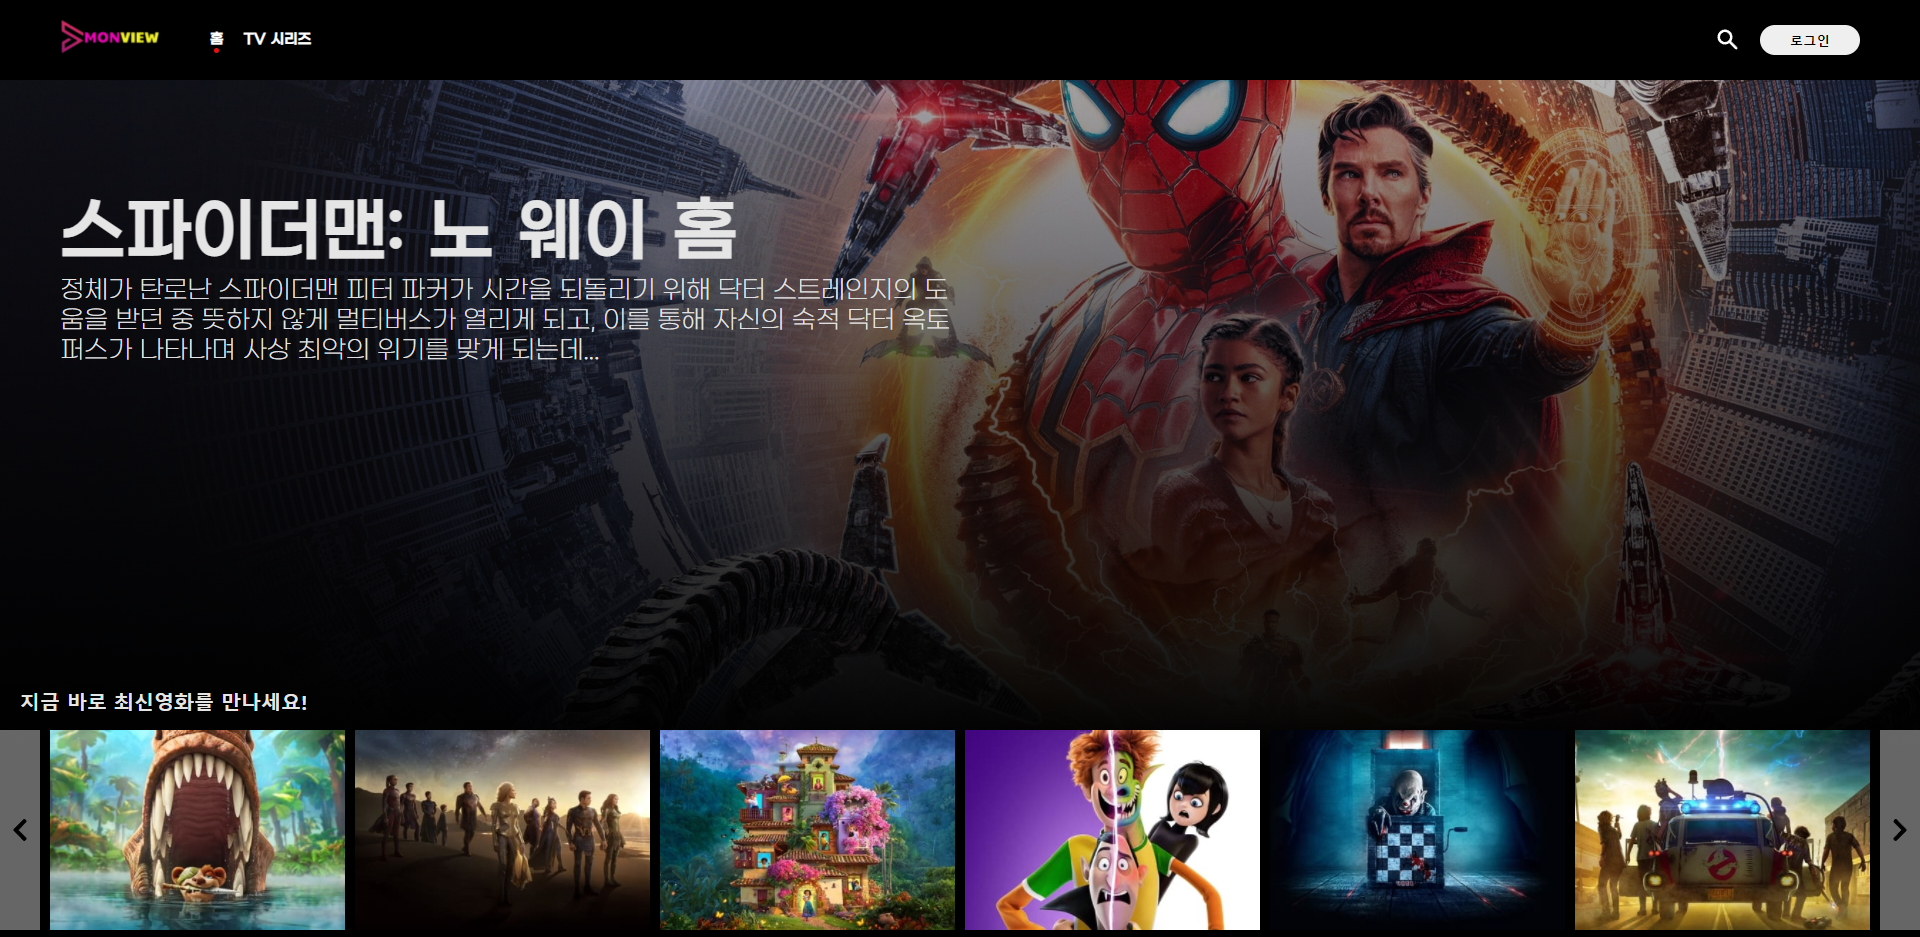 MONVIEW
홈 TV 시리즈
로그인
스파이더맨: 노 웨이 홈
정체가 탄로난 스파이더맨 피터 파커가 시간을 되돌리기 위해 닥터 스트레인지의 도
움을 받던 중 뜻하지 않게 멀티버스가 열리게 되고, 이를 통해 자신의 숙적 닥터 옥토
퍼스가 나타나며 사상 최악의 위기를 맞게 되는데...
지금 바로 최신영화를 만나세요!